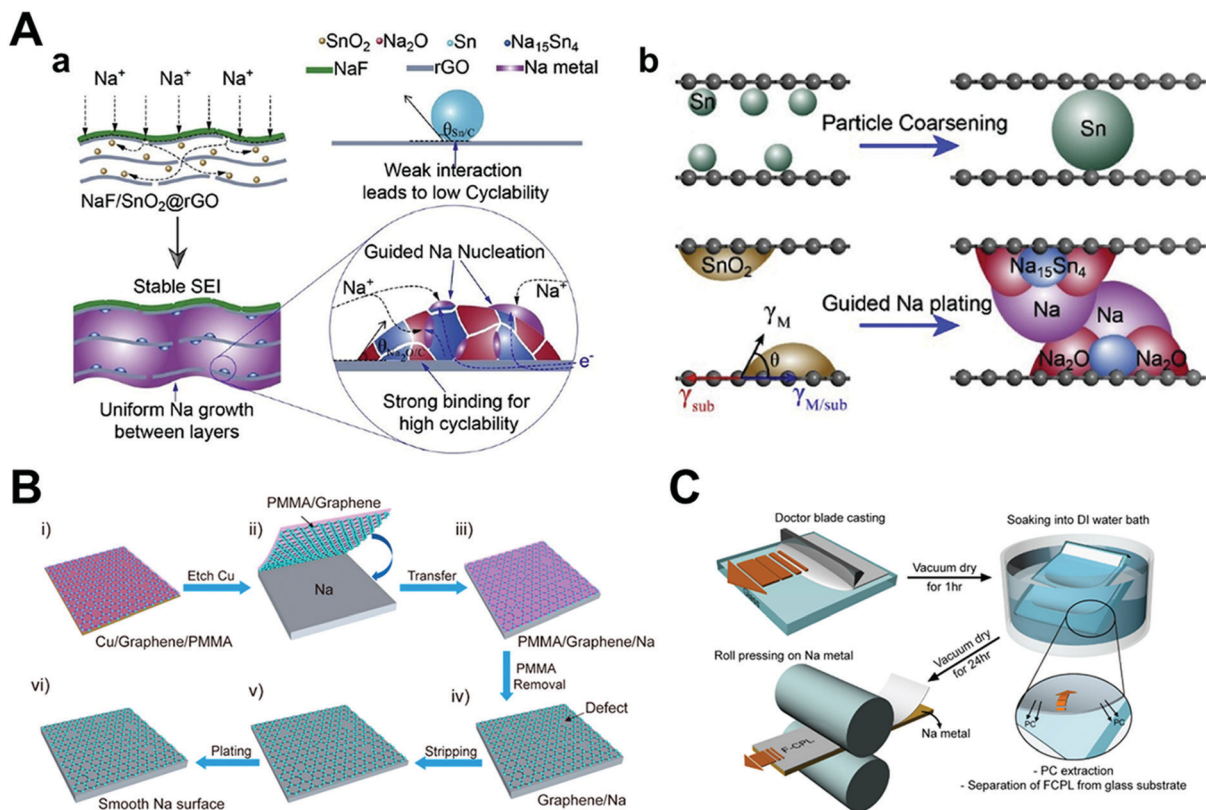 A
a
SnO2 Na2O Sn Na15Sn4
NaF rGO Na metal
Na+ Na+ Na+
NaF/SnO2@rGO
θSn/C
Weak interaction
leads to low Cyclability
Stable SEI
Uniform Na growth
between layers
Guided Na Nucleation
Na+ Na+
θNa2O/C
e-
Strong binding for
high cyclability
b
Sn
Particle Coarsening
Sn
SnO2
Guided Na plating
Na15Sn4
Na
Na
Na2O Na2O
γM
θ
γsub
γM/sub
B
i)
Cu/Graphene/PMMA
Etch Cu
ii)
PMMA/Graphene
Na
Transfer
iii)
PMMA/Graphene/Na
PMMA
Removal
iv)
Defect
Graphene/Na
Stripping
v)
Plating
vi)
Smooth Na surface
C
Doctor blade casting
Vacuum dry
for 1hr
Soaking into DI water bath
PC PC
- PC extraction
- Separation of FCPL from glass substrate
Vacuum dry
for 24hr
Roll pressing on Na metal
F-CPL
Na metal